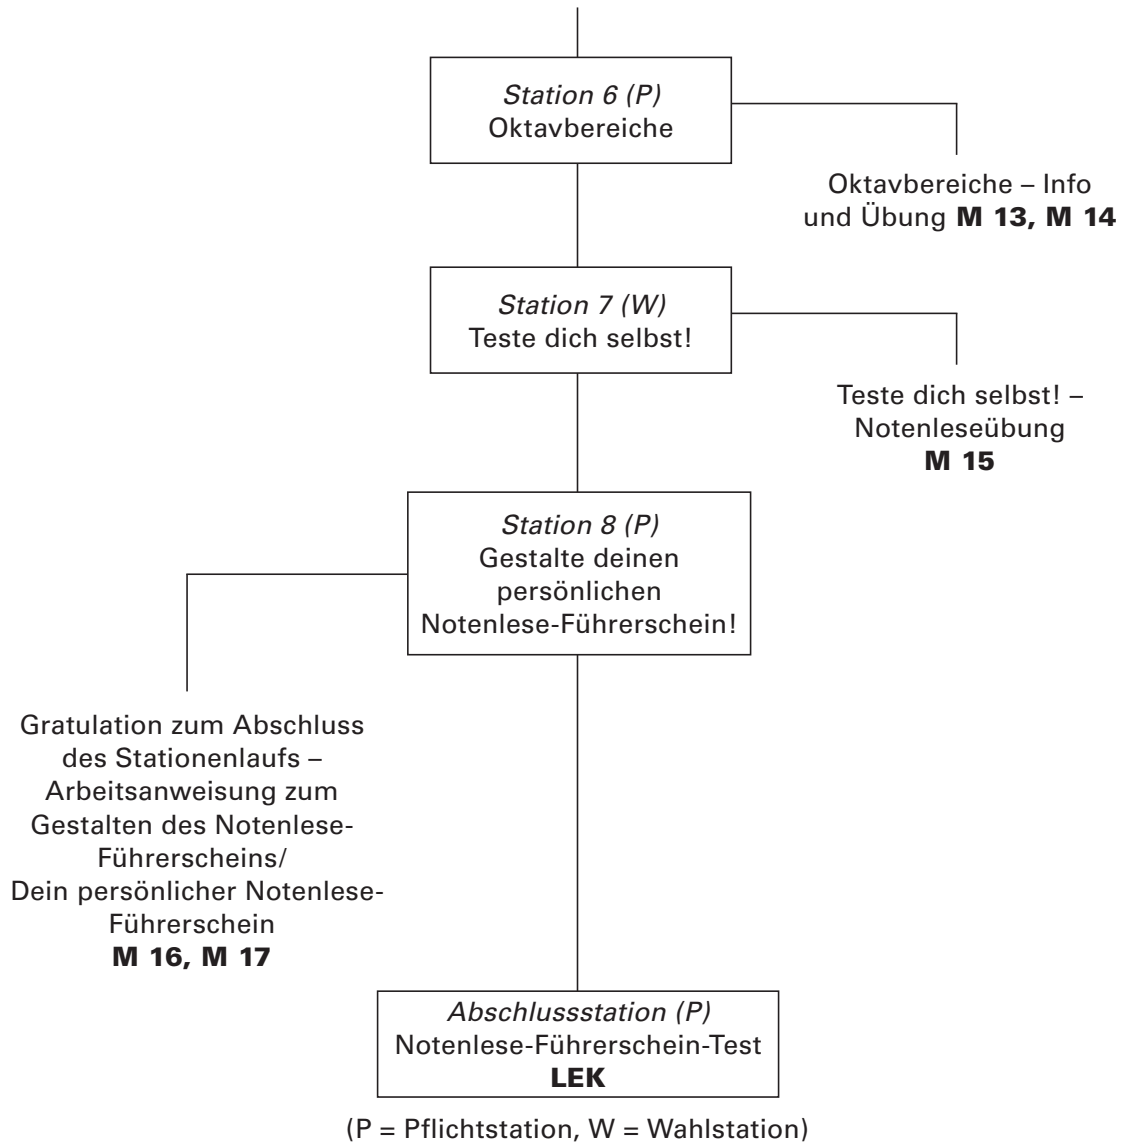 Station 6 (P)
Oktavbereiche
Oktavbereiche – Info
und Übung M 13, M 14
Station 7 (W)
Teste dich selbst!
Teste dich selbst! –
Notenleseübung
M 15
Station 8 (P)
Gestalte deinen
persönlichen
Notenlese-Führerschein!
Gratulation zum Abschluss
des Stationenlaufs –
Arbeitsanweisung zum
Gestalten des Notenlese-
Führerscheins/
Dein persönlicher Notenlese-
Führerschein
M 16, M 17
Abschlussstation (P)
Notenlese-Führerschein-Test
LEK
(P = Pflichtstation, W = Wahlstation)